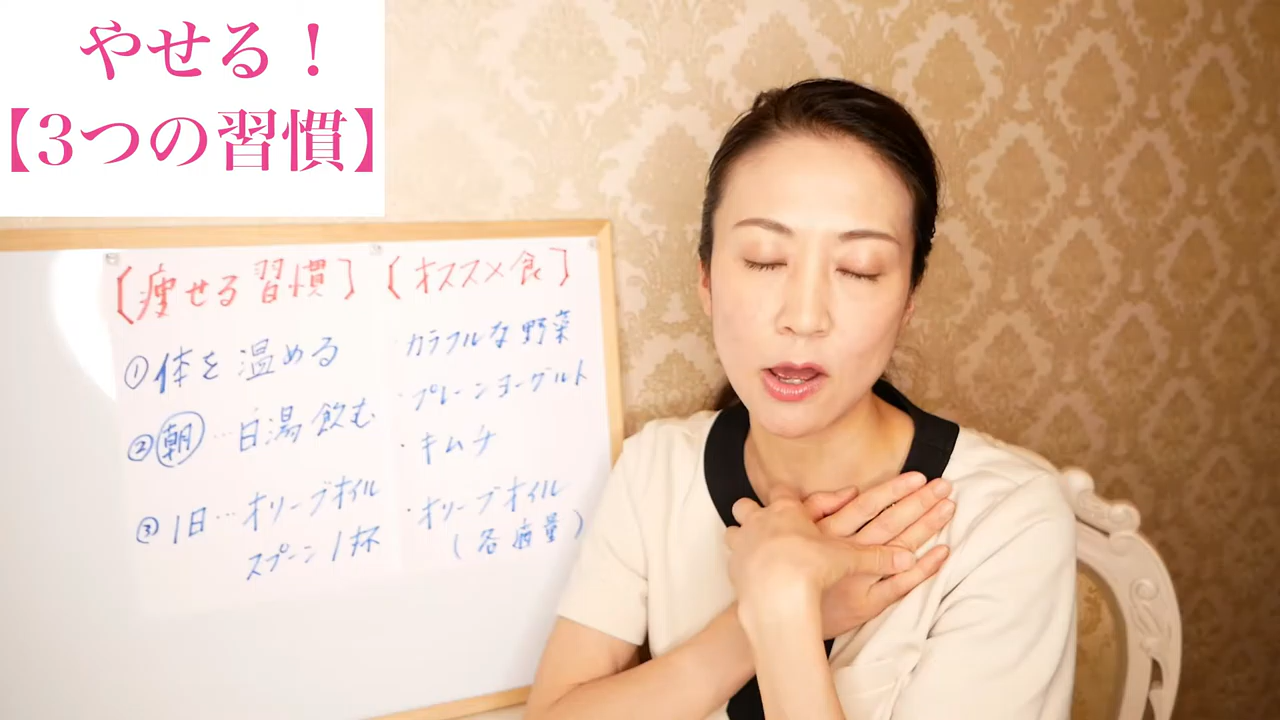 やせる！
【3つの習慣】
〔痩せる習慣〕
①体を温める
②朝…白湯飲む
③1日…オリーブオイル
スプーン1杯
〔オススメ食〕
・カラフルな野菜
・プレーンヨーグルト
・キムチ
・オリーブオイル
(各適量)